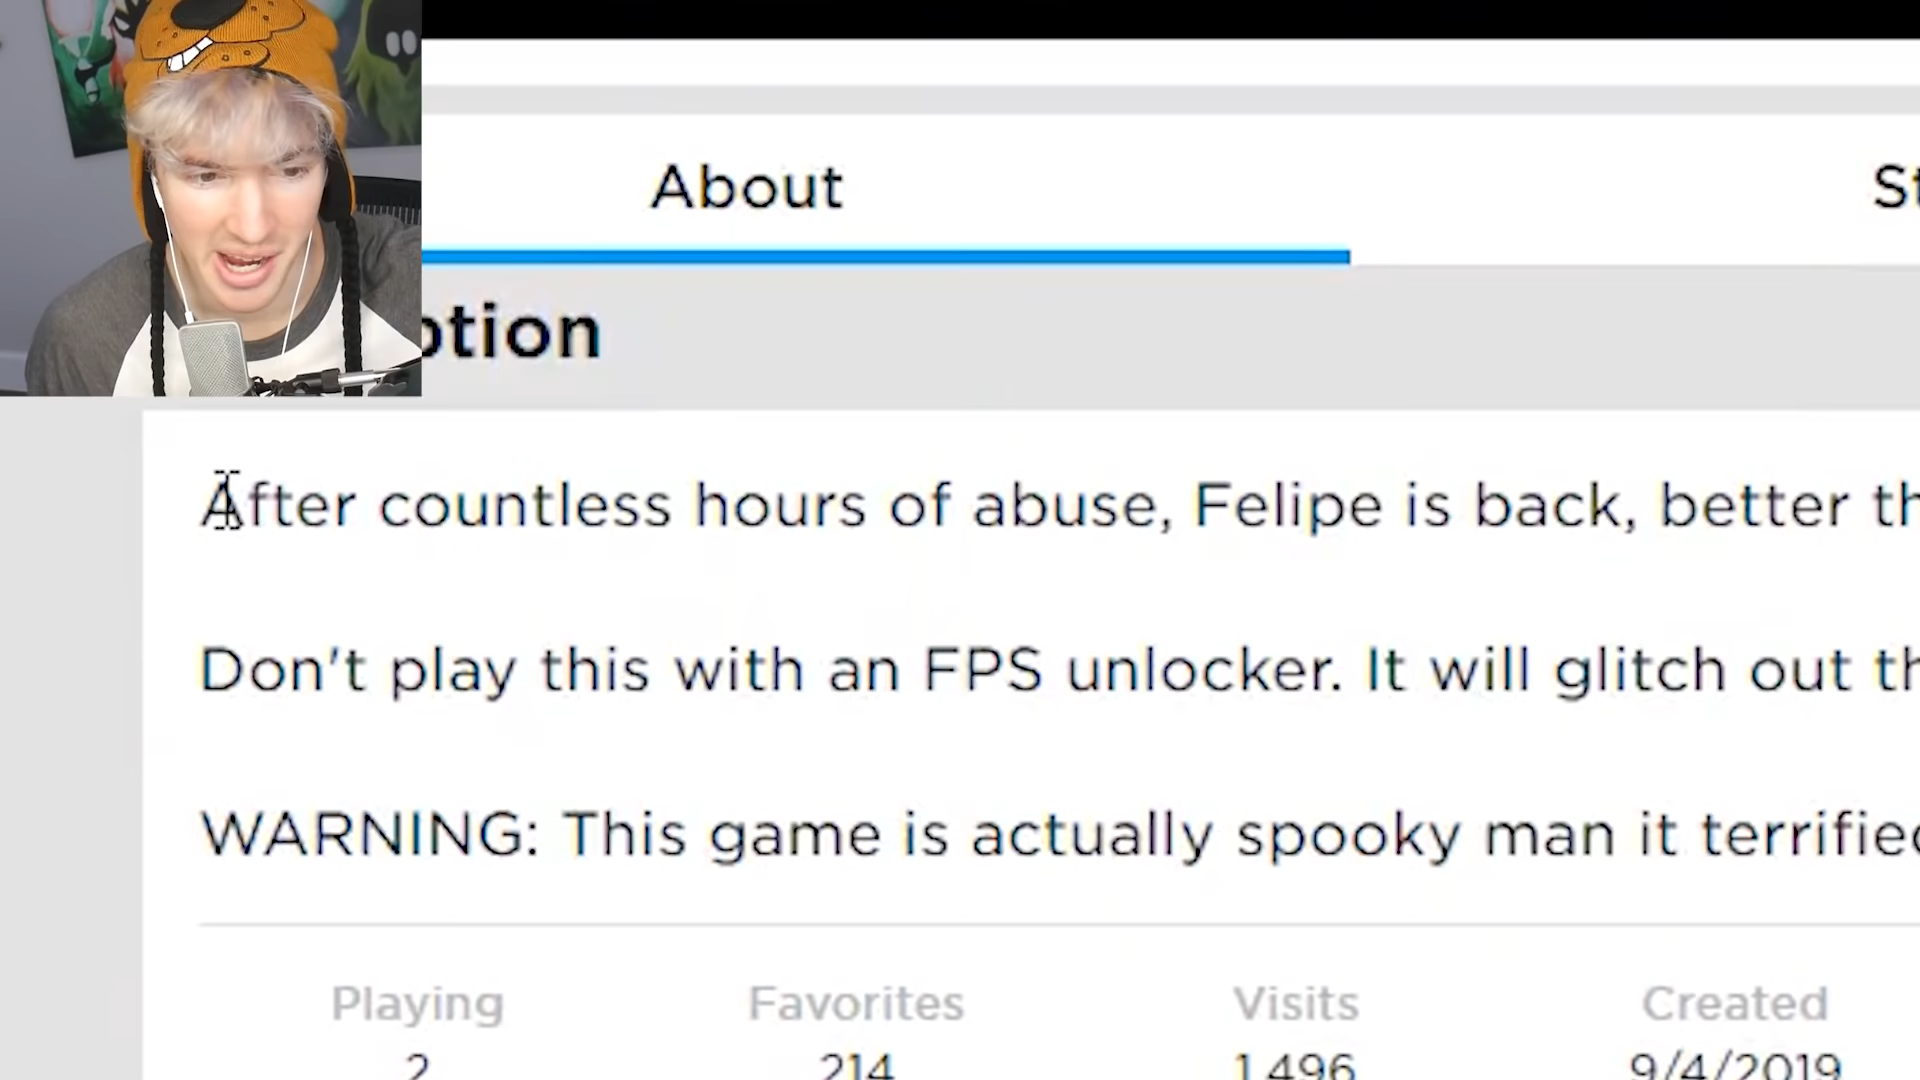 About
ption
After countless hours of abuse, Felipe is back, better th
Don't play this with an FPS unlocker. It will glitch out th
WARNING: This game is actually spooky man it terrified
Playing Favorites Visits Created
2 214 1,496 9/4/2019